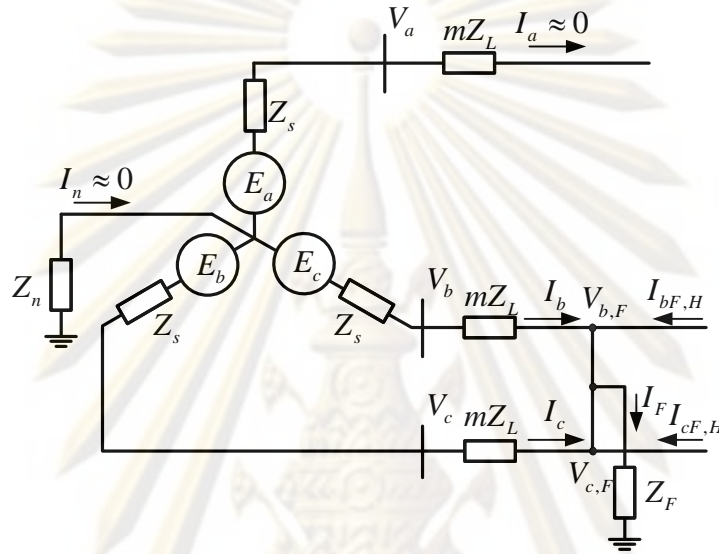 V_a mZ_L I_a ≈ 0
Z_s
I_n ≈ 0
E_a
E_b E_c
Z_n
Z_s Z_s
V_b mZ_L I_b V_{b,F} I_{bF,H}
V_c mZ_L I_c I_F I_{cF,H}
V_{c,F} Z_F